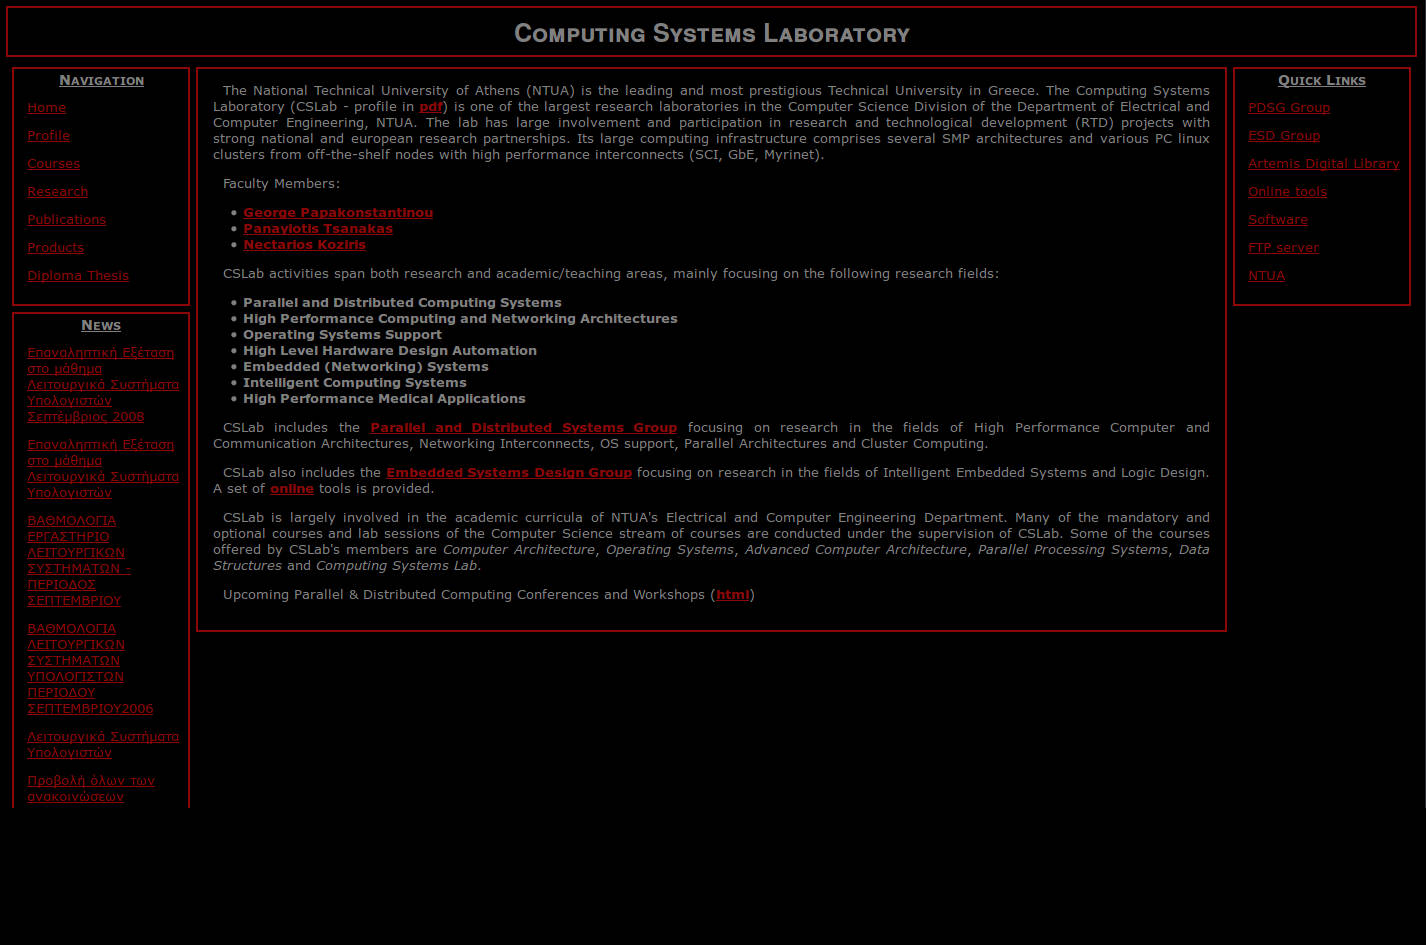 Computing Systems Laboratory
Navigation
Home
Profile
Courses
Research
Publications
Products
Diploma Thesis
News
Επαναληπτική Εξέταση
στο μάθημα
Λειτουργικά Συστήματα
Υπολογιστών
Σεπτέμβριος 2008
Επαναληπτική Εξέταση
στο μάθημα
Λειτουργικά Συστήματα
Υπολογιστών
ΒΑΘΜΟΛΟΓΙΑ
ΕΡΓΑΣΤΗΡΙΟ
ΛΕΙΤΟΥΡΓΙΚΩΝ
ΣΥΣΤΗΜΑΤΩΝ -
ΠΕΡΙΟΔΟΣ
ΣΕΠΤΕΜΒΡΙΟΥ
ΒΑΘΜΟΛΟΓΙΑ
ΛΕΙΤΟΥΡΓΙΚΩΝ
ΣΥΣΤΗΜΑΤΩΝ
ΥΠΟΛΟΓΙΣΤΩΝ
ΠΕΡΙΟΔΟΥ
ΣΕΠΤΕΜΒΡΙΟΥ2006
Λειτουργικά Συστήματα
Υπολογιστών
Προβολή όλων των
ανακοινώσεων
The National Technical University of Athens (NTUA) is the leading and most prestigious Technical University in Greece. The Computing Systems
Laboratory (CSLab - profile in pdf) is one of the largest research laboratories in the Computer Science Division of the Department of Electrical and
Computer Engineering, NTUA. The lab has large involvement and participation in research and technological development (RTD) projects with
strong national and european research partnerships. Its large computing infrastructure comprises several SMP architectures and various PC linux
clusters from off-the-shelf nodes with high performance interconnects (SCI, GbE, Myrinet).
Faculty Members:
• George Papakonstantinou
• Panayiotis Tsanakas
• Nectarios Koziris
CSLab activities span both research and academic/teaching areas, mainly focusing on the following research fields:
• Parallel and Distributed Computing Systems
• High Performance Computing and Networking Architectures
• Operating Systems Support
• High Level Hardware Design Automation
• Embedded (Networking) Systems
• Intelligent Computing Systems
• High Performance Medical Applications
CSLab includes the Parallel and Distributed Systems Group focusing on research in the fields of High Performance Computer and
Communication Architectures, Networking Interconnects, OS support, Parallel Architectures and Cluster Computing.
CSLab also includes the Embedded Systems Design Group focusing on research in the fields of Intelligent Embedded Systems and Logic Design.
A set of online tools is provided.
CSLab is largely involved in the academic curricula of NTUA's Electrical and Computer Engineering Department. Many of the mandatory and
optional courses and lab sessions of the Computer Science stream of courses are conducted under the supervision of CSLab. Some of the courses
offered by CSLab's members are Computer Architecture, Operating Systems, Advanced Computer Architecture, Parallel Processing Systems, Data
Structures and Computing Systems Lab.
Upcoming Parallel & Distributed Computing Conferences and Workshops (html)
Quick Links
PDSG Group
ESD Group
Artemis Digital Library
Online tools
Software
FTP server
NTUA